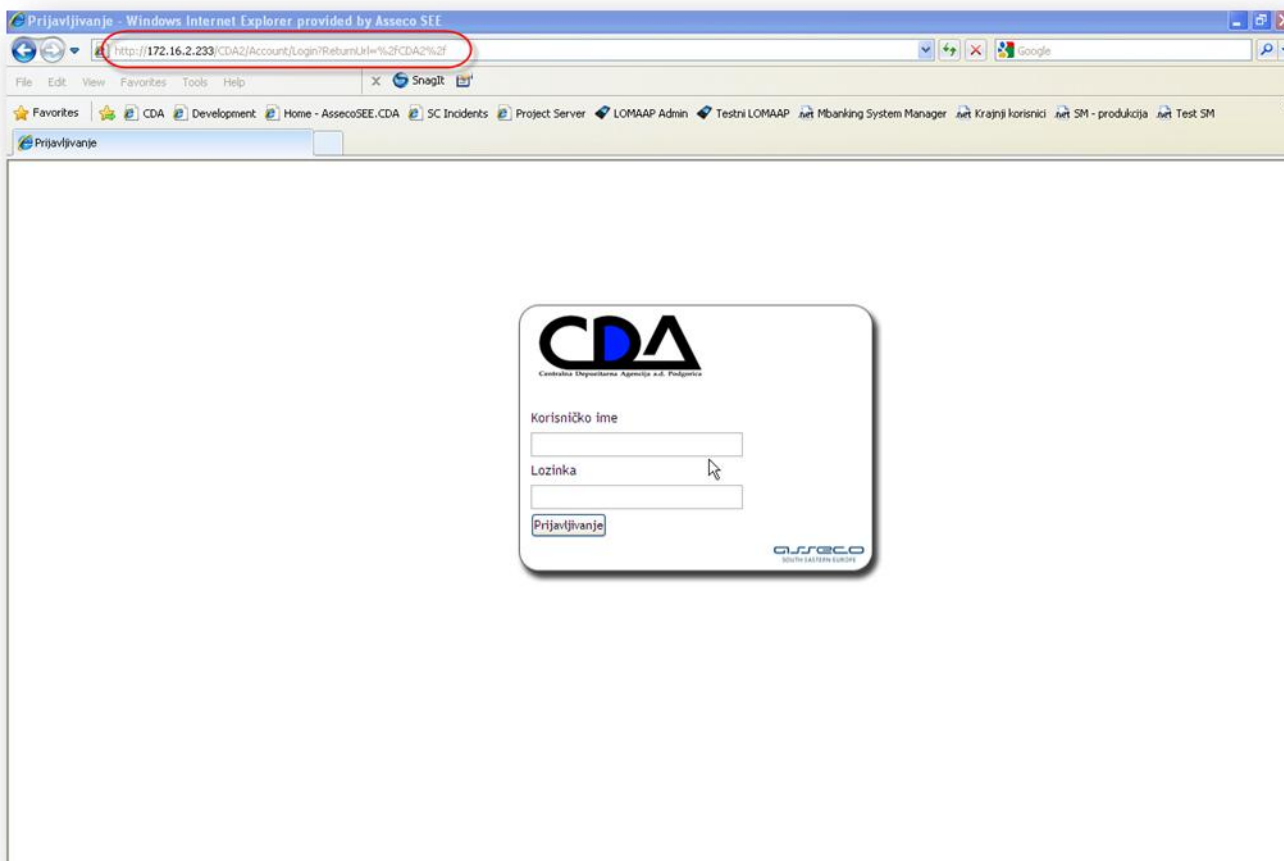 Prijavljivanje - Windows Internet Explorer provided by Asseco SEE
http://172.16.2.233/CDA2/Account/Login?ReturnUrl=%2fCDA2%2f
Google
File Edit View Favorites Tools Help X SnagIt
Favorites CDA Development Home - AssecoSEE.CDA SC Incidents Project Server LOMAAP Admin Testni LOMAAP Mbanking System Manager Krajnji korisnici SM - produkcija Test SM
Prijavljivanje
CDA
Centralna Depozitarna Agencija a.d. Podgorica
Korisničko ime
Lozinka
Prijavljivanje
asseco
SOUTH EASTERN EUROPE